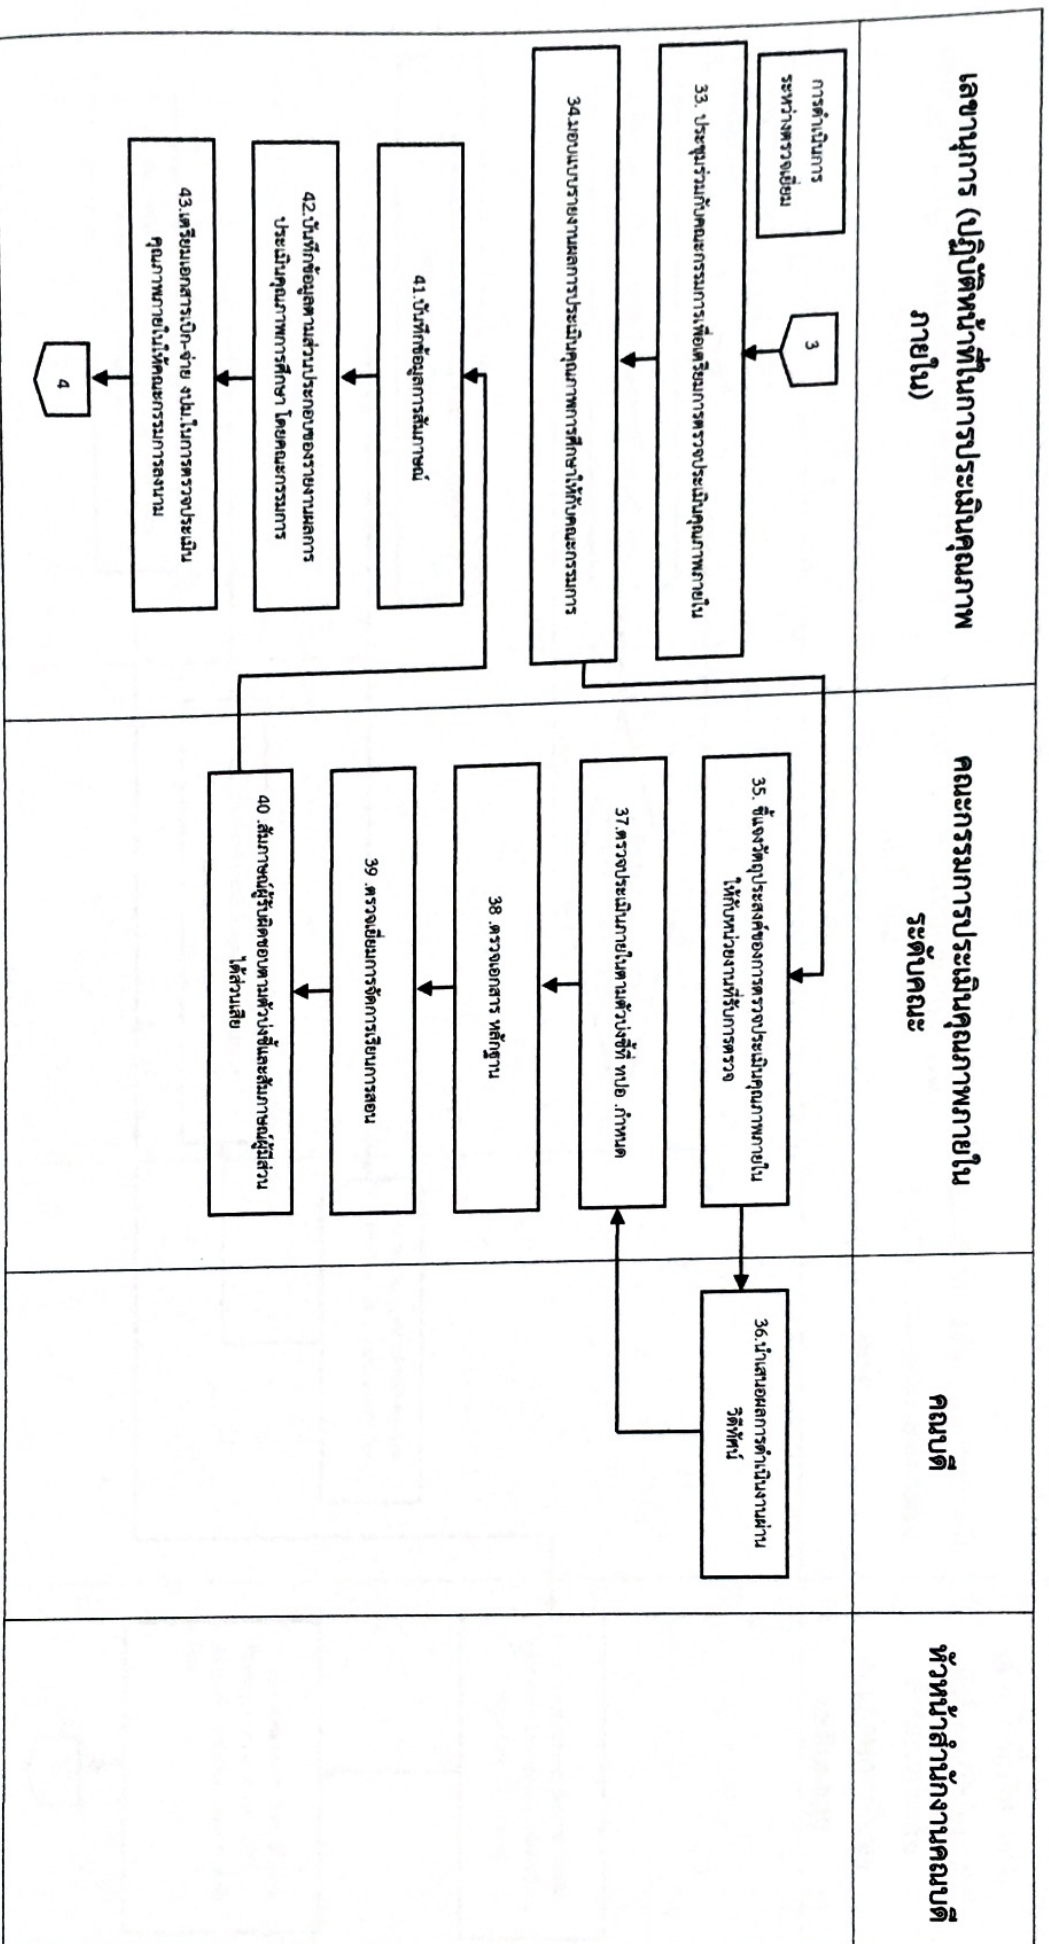 เลขานุการ (ปฏิบัติหน้าที่ในการประเมินคุณภาพ
ภายใน)
คณะกรรมการประเมินคุณภาพภายใน
ระดับคณะ
คณบดี
หัวหน้าสำนักงานคณบดี
การดำเนินการ
ระหว่างตรวจเยี่ยม
3
33. ประชุมร่วมกับคณะกรรมการเพื่อเตรียมการตรวจประเมินคุณภาพภายใน
34.มอบแบบรายงานผลการประเมินคุณภาพการศึกษาให้กับคณะกรรมการ
35. ชี้แจงวัตถุประสงค์ของการตรวจประเมินคุณภาพภายใน
ให้กับหน่วยงานที่รับการตรวจ
36.นำเสนอผลการดำเนินงานผ่าน
วิดีทัศน์
37.ตรวจประเมินภายในตามตัวบ่งชี้ที่ ทปอ .กำหนด
38 .ตรวจเอกสาร หลักฐาน
39 .ตรวจเยี่ยมการจัดการเรียนการสอน
40 .สัมภาษณ์ผู้รับผิดชอบตามตัวบ่งชี้และสัมภาษณ์ผู้มีส่วน
ได้ส่วนเสีย
41.บันทึกข้อมูลการสัมภาษณ์
42.บันทึกข้อมูลตามส่วนประกอบของรายงานผลการ
ประเมินคุณภาพการศึกษา โดยคณะกรรมการ
43.เตรียมเอกสารเบิก-จ่าย งปม.ในการตรวจประเมิน
คุณภาพภายในให้คณะกรรมการลงนาม
4